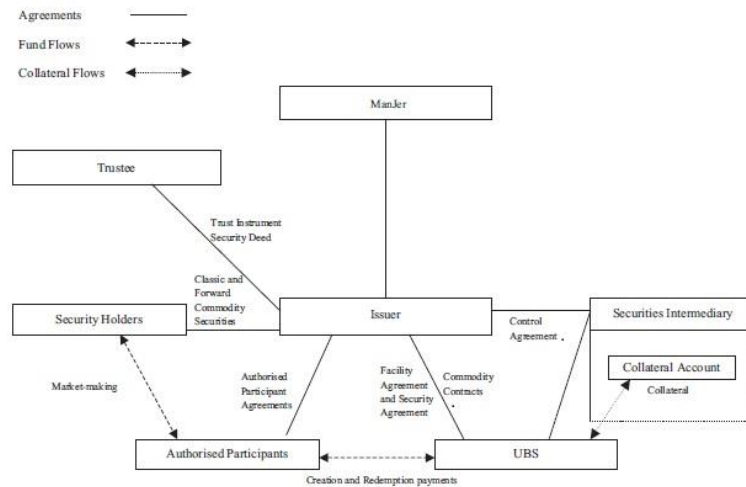 Agreements
Fund Flows
Collateral Flows
ManJer
Trustee
Trust Instrument
Security Deed
Classic and
Forward
Commodity
Securities
Security Holders
Issuer
Securities Intermediary
Control
Agreement .
Collateral Account
Collateral
Market-making
Authorised
Participant
Agreements
Facility
Agreement
and Security
Agreement
Commodity
Contracts
.
Authorised Participants
UBS
Creation and Redemption payments